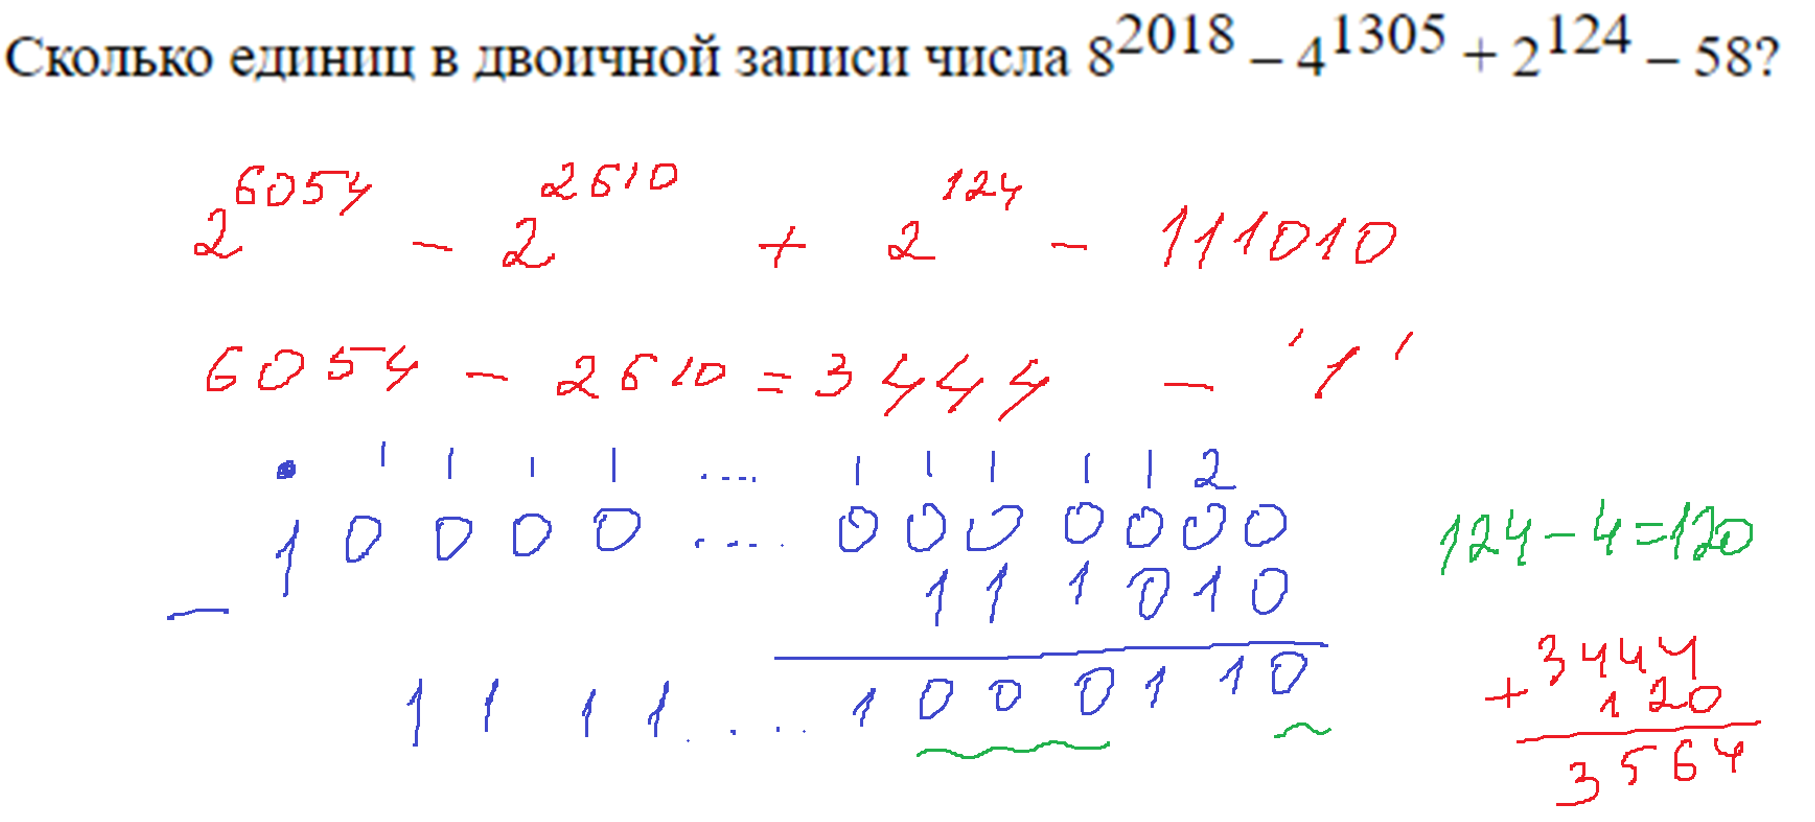 Сколько единиц в двоичной записи числа 8^2018 – 4^1305 + 2^124 – 58?
2^6054 - 2^2610 + 2^124 - 111010
6054 - 2610 = 3444 - '1'
• 1 1 1 1 .... 1 1 1 1 1 2
1 0 0 0 0 .... 0 0 0 0 0 0 0
124 - 4 = 120
- 1 1 1 0 1 0
1 1 1 1 .... 1 0 0 0 1 1 0
3444
+ 120
3564